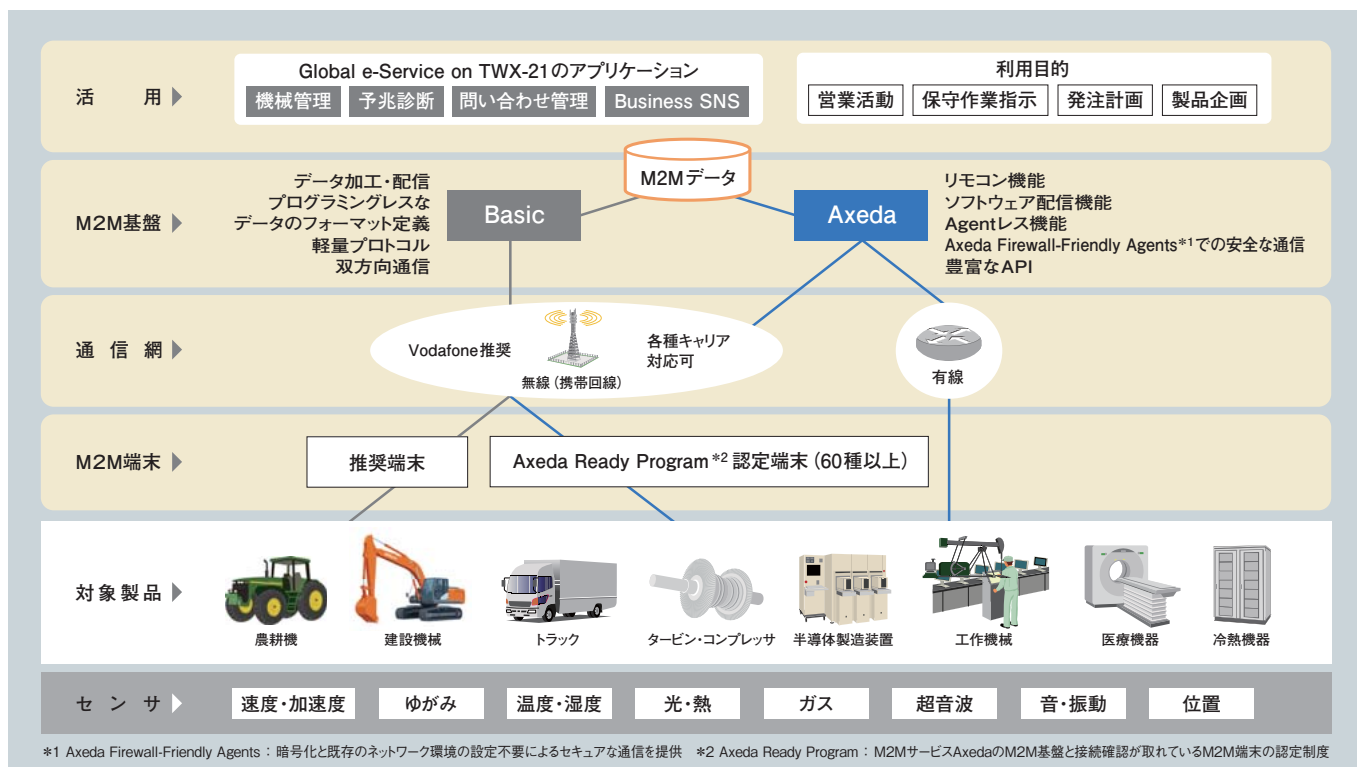 活用
Global e-Service on TWX-21のアプリケーション
機械管理
予兆診断
問い合わせ管理
Business SNS
利用目的
営業活動
保守作業指示
発注計画
製品企画
M2Mデータ
M2M基盤
データ加工・配信
プログラミングレスな
データのフォーマット定義
軽量プロトコル
双方向通信
Basic
Axeda
リモコン機能
ソフトウェア配信機能
Agentレス機能
Axeda Firewall-Friendly Agents*1での安全な通信
豊富なAPI
通信網
Vodafone推奨
無線（携帯回線）
各種キャリア
対応可
有線
M2M端末
推奨端末
Axeda Ready Program*2 認定端末（60種以上）
対象製品
農耕機
建設機械
トラック
タービン・コンプレッサ
半導体製造装置
工作機械
医療機器
冷熱機器
センサ
速度・加速度
ゆがみ
温度・湿度
光・熱
ガス
超音波
音・振動
位置
*1 Axeda Firewall-Friendly Agents：暗号化と既存のネットワーク環境の設定不要によるセキュアな通信を提供 *2 Axeda Ready Program：M2MサービスAxedaのM2M基盤と接続確認が取れているM2M端末の認定制度